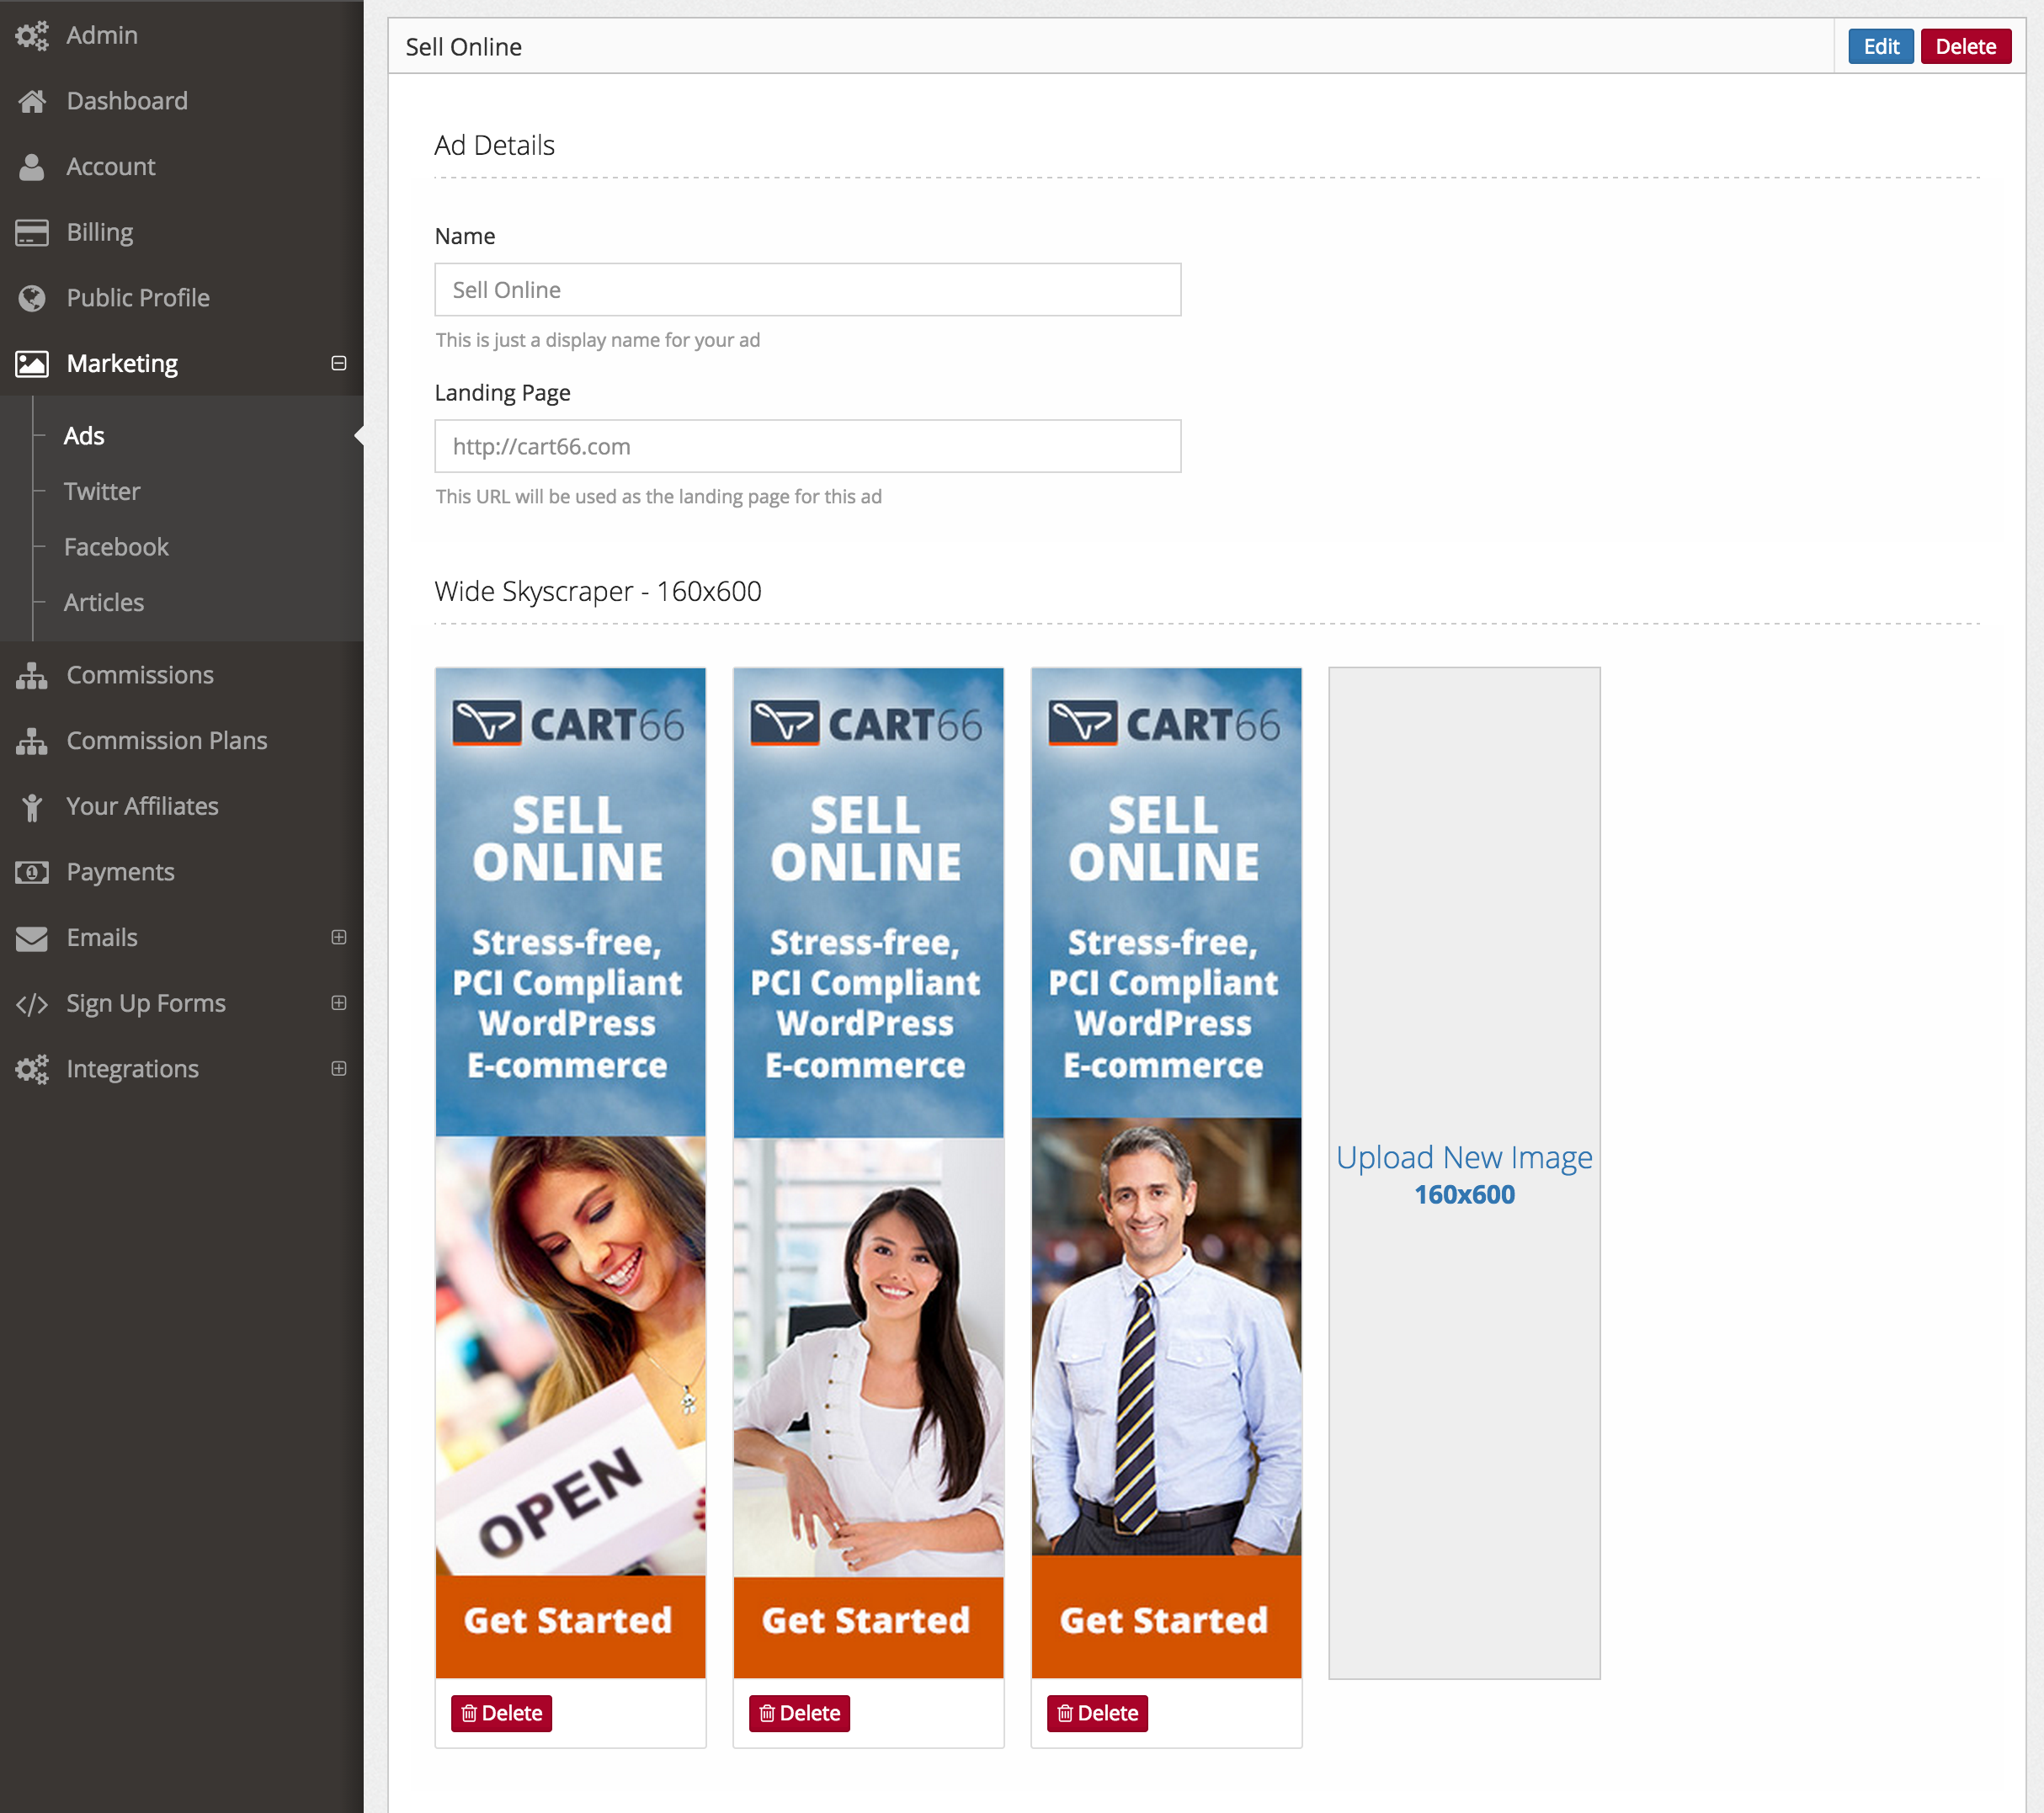 Admin
Dashboard
Account
Billing
Public Profile
Marketing
Ads
Twitter
Facebook
Articles
Commissions
Commission Plans
Your Affiliates
Payments
Emails
Sign Up Forms
Integrations
Sell Online
Edit
Delete
Ad Details
Name
Sell Online
This is just a display name for your ad
Landing Page
http://cart66.com
This URL will be used as the landing page for this ad
Wide Skyscraper - 160x600
CART66
SELL
ONLINE
Stress-free,
PCI Compliant
WordPress
E-commerce
OPEN
Get Started
Delete
CART66
SELL
ONLINE
Stress-free,
PCI Compliant
WordPress
E-commerce
Get Started
Delete
CART66
SELL
ONLINE
Stress-free,
PCI Compliant
WordPress
E-commerce
Get Started
Delete
Upload New Image
160x600